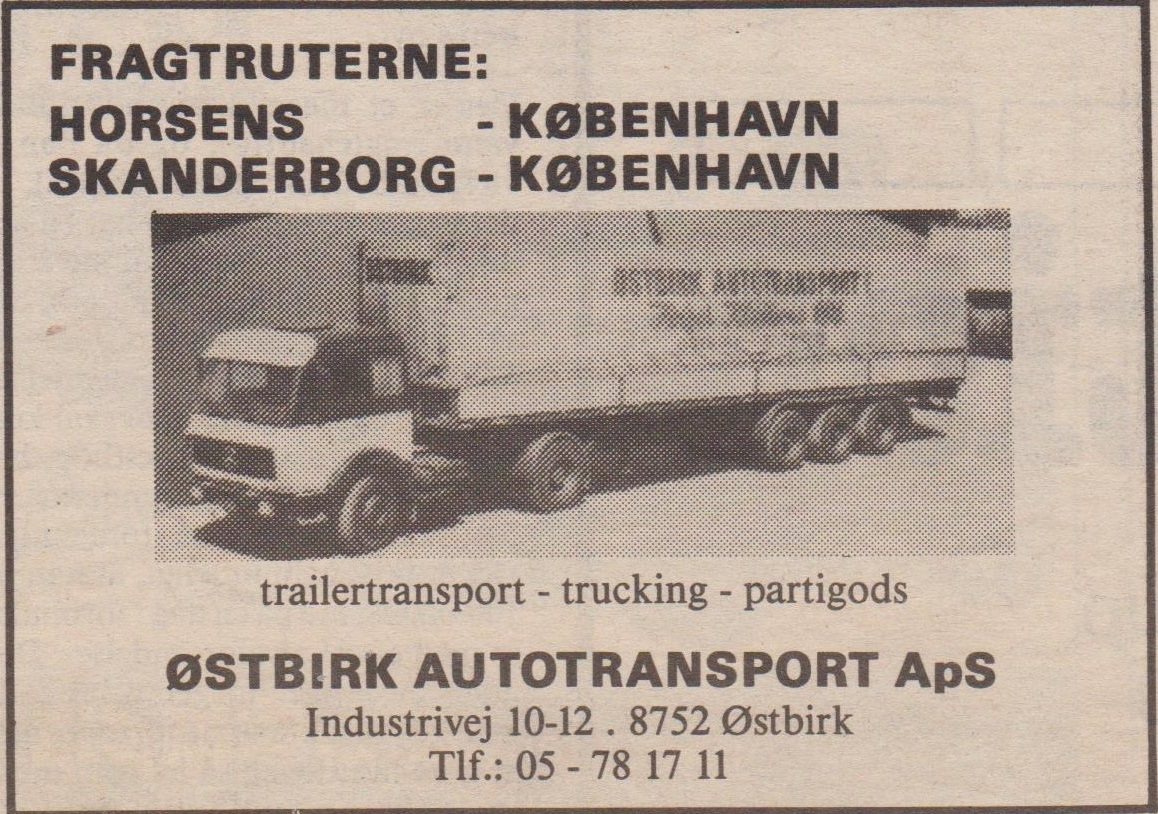 FRAGTRUTERNE:
HORSENS - KØBENHAVN
SKANDERBORG - KØBENHAVN
ØSTBIRK
ØSTBIRK AUTOTRANSPORT
trailertransport - trucking - partigods
ØSTBIRK AUTOTRANSPORT ApS
Industrivej 10-12 . 8752 Østbirk
Tlf.: 05 - 78 17 11